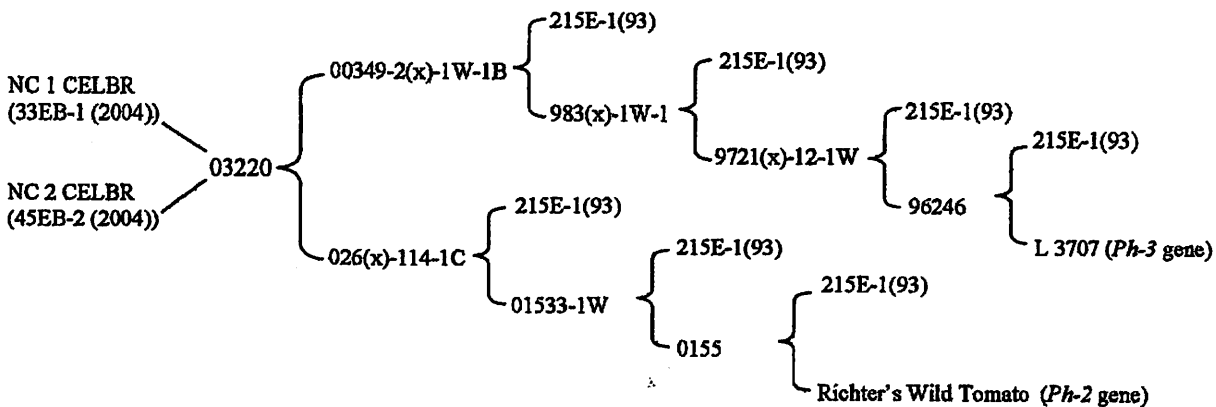 215E-1(93)
215E-1(93)
NC 1 CELBR
(33EB-1 (2004))
00349-2(x)-1W-1B
983(x)-1W-1
215E-1(93)
215E-1(93)
9721(x)-12-1W
03220
96246
NC 2 CELBR
(45EB-2 (2004))
215E-1(93)
L 3707 (Ph-3 gene)
026(x)-114-1C
215E-1(93)
01533-1W
215E-1(93)
0155
Richter's Wild Tomato (Ph-2 gene)